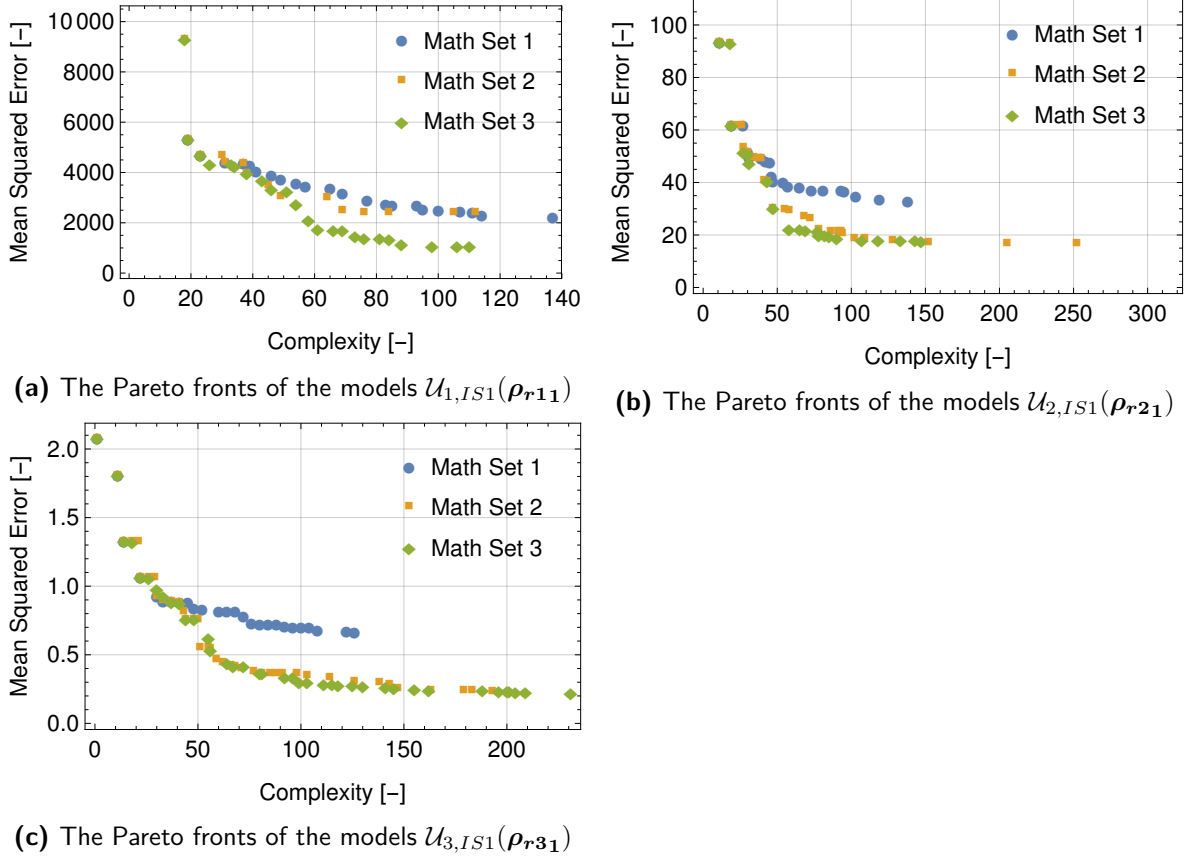 10 000
8000
6000
4000
2000
0
Mean Squared Error [–]
Math Set 1
Math Set 2
Math Set 3
0 20 40 60 80 100 120 140
Complexity [–]
(a) The Pareto fronts of the models 𝒰₁,IS1(ρr11)
100
80
60
40
20
0
Mean Squared Error [–]
Math Set 1
Math Set 2
Math Set 3
0 50 100 150 200 250 300
Complexity [–]
(b) The Pareto fronts of the models 𝒰₂,IS1(ρr21)
2.0
1.5
1.0
0.5
0.0
Mean Squared Error [–]
Math Set 1
Math Set 2
Math Set 3
0 50 100 150 200
Complexity [–]
(c) The Pareto fronts of the models 𝒰₃,IS1(ρr31)